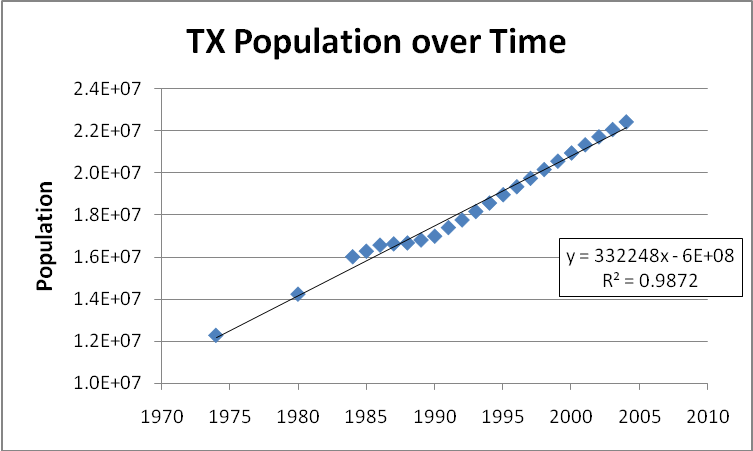 TX Population over Time
2.4E+07
2.2E+07
2.0E+07
1.8E+07
1.6E+07
1.4E+07
1.2E+07
1.0E+07
Population
y = 332248x - 6E+08
R² = 0.9872
1970 1975 1980 1985 1990 1995 2000 2005 2010